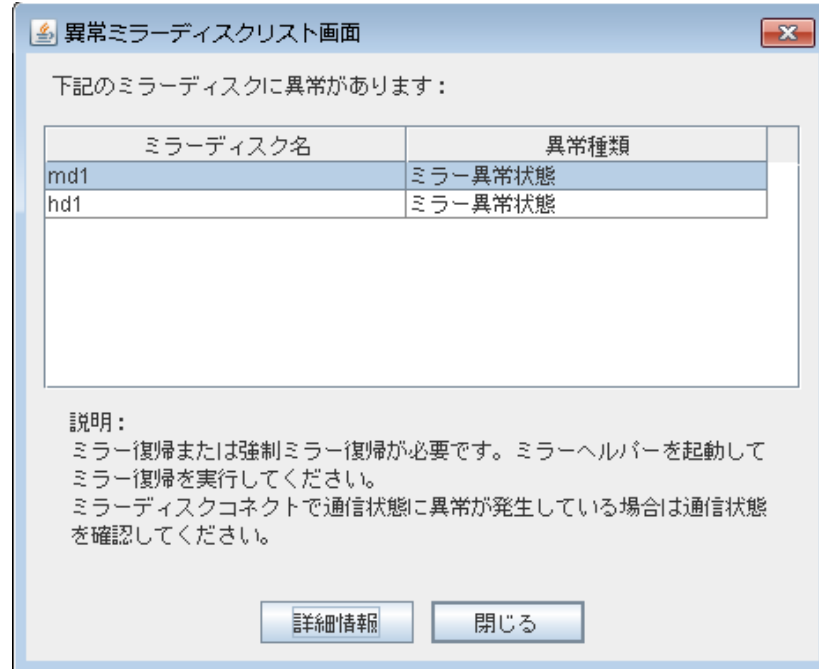 異常ミラーディスクリスト画面
下記のミラーディスクに異常があります：
ミラーディスク名 異常種類
md1 ミラー異常状態
hd1 ミラー異常状態
説明：
ミラー復帰または強制ミラー復帰が必要です。ミラーヘルパーを起動して
ミラー復帰を実行してください。
ミラーディスクコネクトで通信状態に異常が発生している場合は通信状態
を確認してください。
詳細情報 閉じる